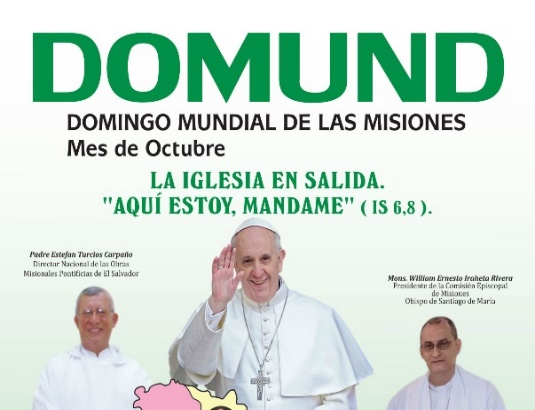 DOMUND
DOMINGO MUNDIAL DE LAS MISIONES
Mes de Octubre
LA IGLESIA EN SALIDA.
"AQUÍ ESTOY, MANDAME" ( IS 6,8 ).
Padre Estefan Turcios Carpaño
Director Nacional de las Obras
Misionales Pontificias de El Salvador
Mons. William Ernesto Iraheta Rivera
Presidente de la Comisión Episcopal
de Misiones
Obispo de Santiago de María